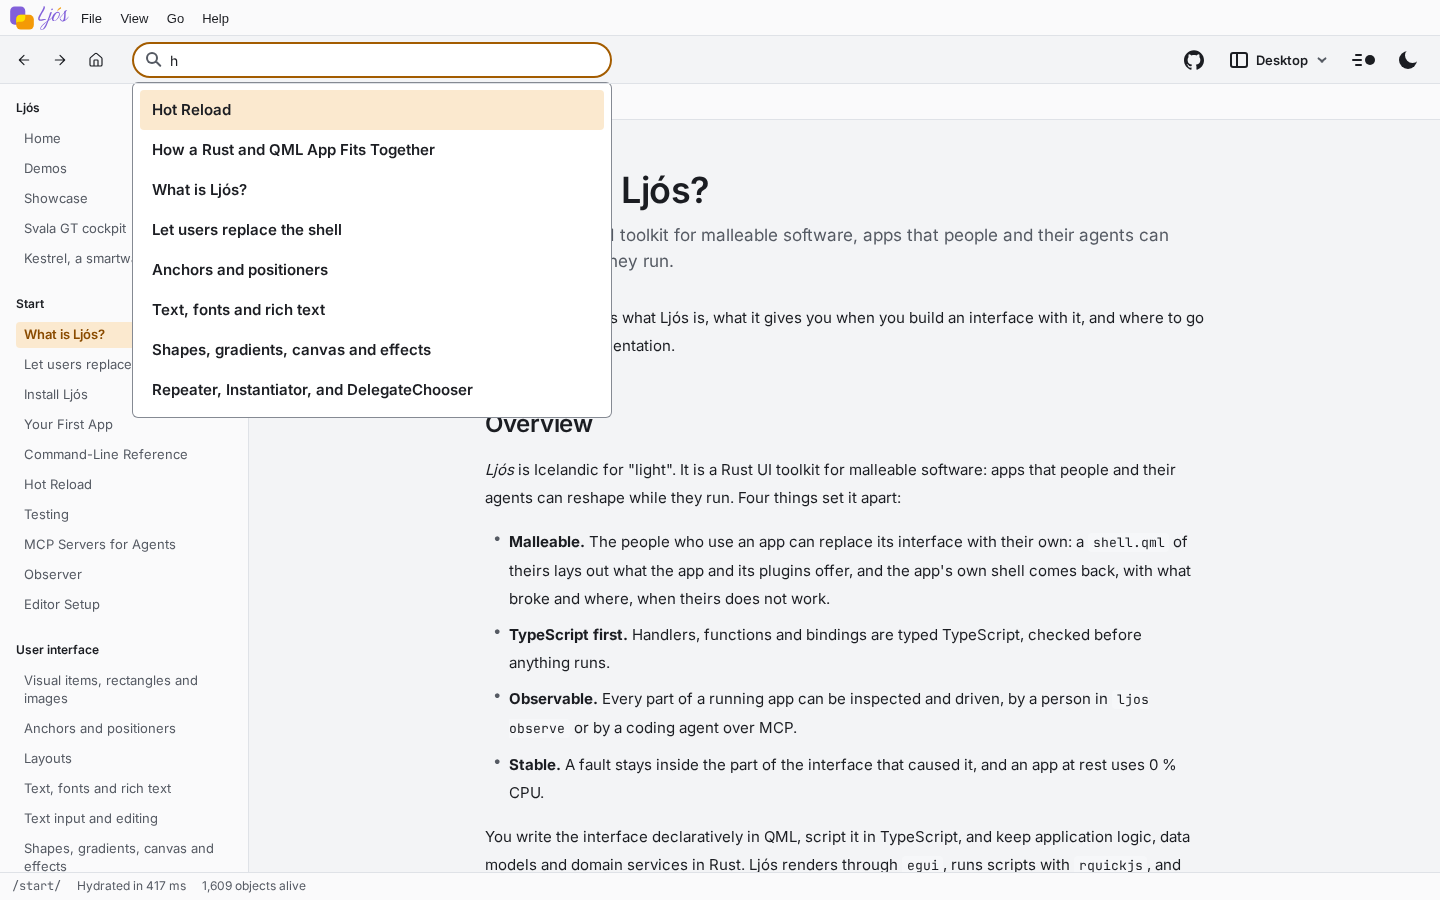 Ljós File View Go Help
h
Desktop
Hot Reload
How a Rust and QML App Fits Together
What is Ljós?
Let users replace the shell
Anchors and positioners
Text, fonts and rich text
Shapes, gradients, canvas and effects
Repeater, Instantiator, and DelegateChooser
Ljós
Home
Demos
Showcase
Svala GT cockpit
Kestrel, a
Start
What is Ljós?
Let users replace
Install Ljós
Your First App
Command-Line Reference
Hot Reload
Testing
MCP Servers for Agents
Observer
Editor Setup
User interface
Visual items, rectangles and
images
Anchors and positioners
Layouts
Text, fonts and rich text
Text input and editing
Shapes, gradients, canvas and
effects
Ljós?
toolkit for malleable software, apps that people and their agents can
run.
what Ljós is, what it gives you when you build an interface with it, and where to go
Overview
Ljós is Icelandic for "light". It is a Rust UI toolkit for malleable software: apps that people and their
agents can reshape while they run. Four things set it apart:
• Malleable. The people who use an app can replace its interface with their own: a shell.qml of
theirs lays out what the app and its plugins offer, and the app's own shell comes back, with what
broke and where, when theirs does not work.
• TypeScript first. Handlers, functions and bindings are typed TypeScript, checked before
anything runs.
• Observable. Every part of a running app can be inspected and driven, by a person in ljos
observe or by a coding agent over MCP.
• Stable. A fault stays inside the part of the interface that caused it, and an app at rest uses 0 %
CPU.
You write the interface declaratively in QML, script it in TypeScript, and keep application logic, data
models and domain services in Rust. Ljós renders through egui, runs scripts with rquickjs, and
/start/ Hydrated in 417 ms 1,609 objects alive